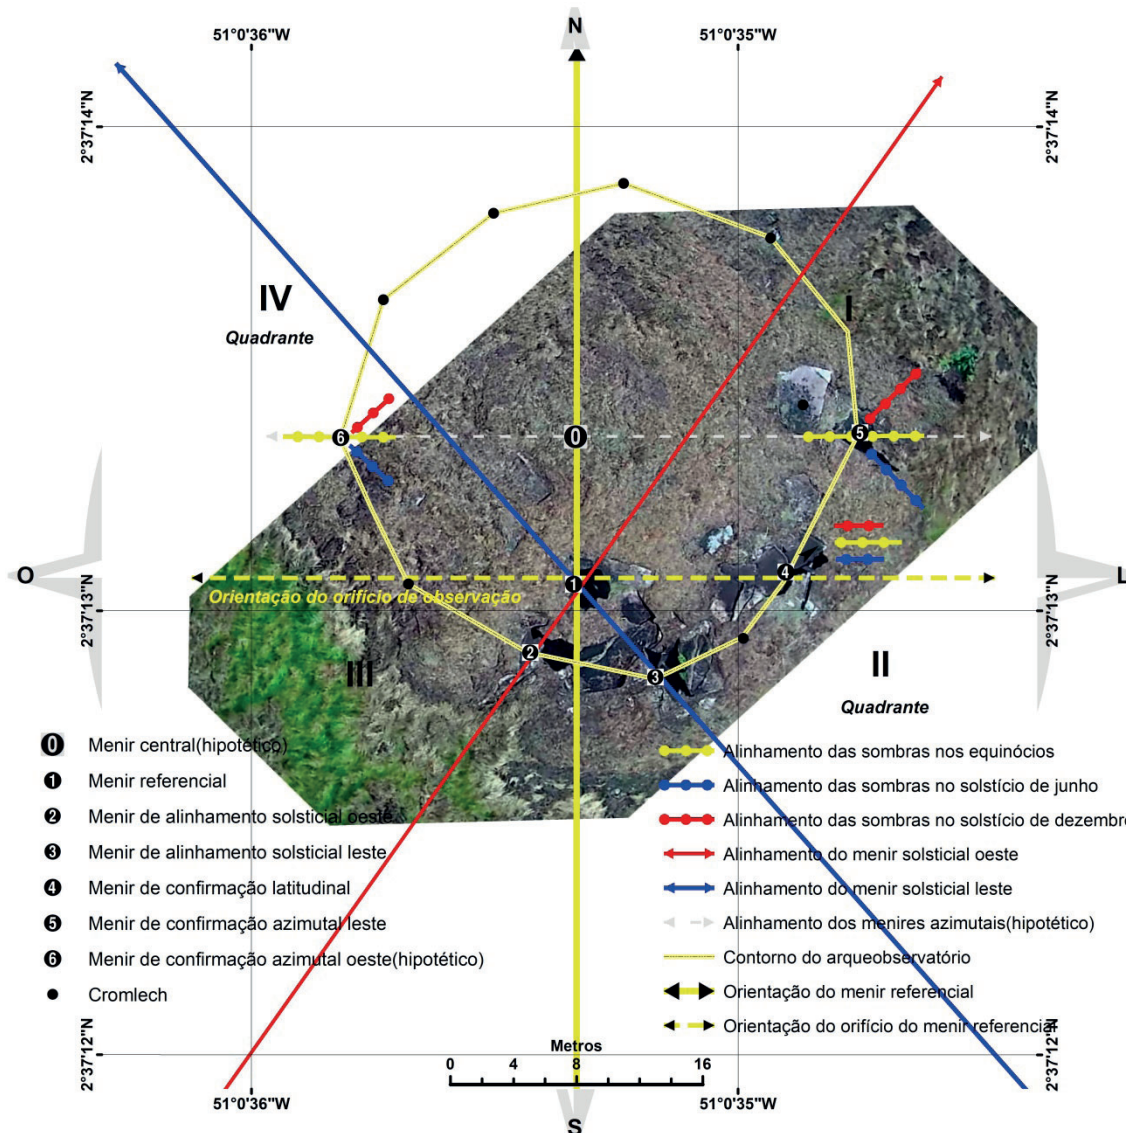 51°0'36"W
N
51°0'35"W
2°37'14"N
2°37'14"N
IV
Quadrante
I
6
0
5
O
L
4
1
Orientação do orifício de observação
2°37'13"N
2°37'13"N
2
3
III
II
Quadrante
0 Menir central(hipotético)
1 Menir referencial
2 Menir de alinhamento solsticial oeste
3 Menir de alinhamento solsticial leste
4 Menir de confirmação latitudinal
5 Menir de confirmação azimutal leste
6 Menir de confirmação azimutal oeste(hipotético)
Cromlech
Alinhamento das sombras nos equinócios
Alinhamento das sombras no solstício de junho
Alinhamento das sombras no solstício de dezembro
Alinhamento do menir solsticial oeste
Alinhamento do menir solsticial leste
Alinhamento dos menires azimutais(hipotético)
Contorno do arqueobservatório
Orientação do menir referencial
Orientação do orifício do menir referencial
2°37'12"N
2°37'12"N
Metros
0 4 8 16
51°0'36"W
51°0'35"W
S